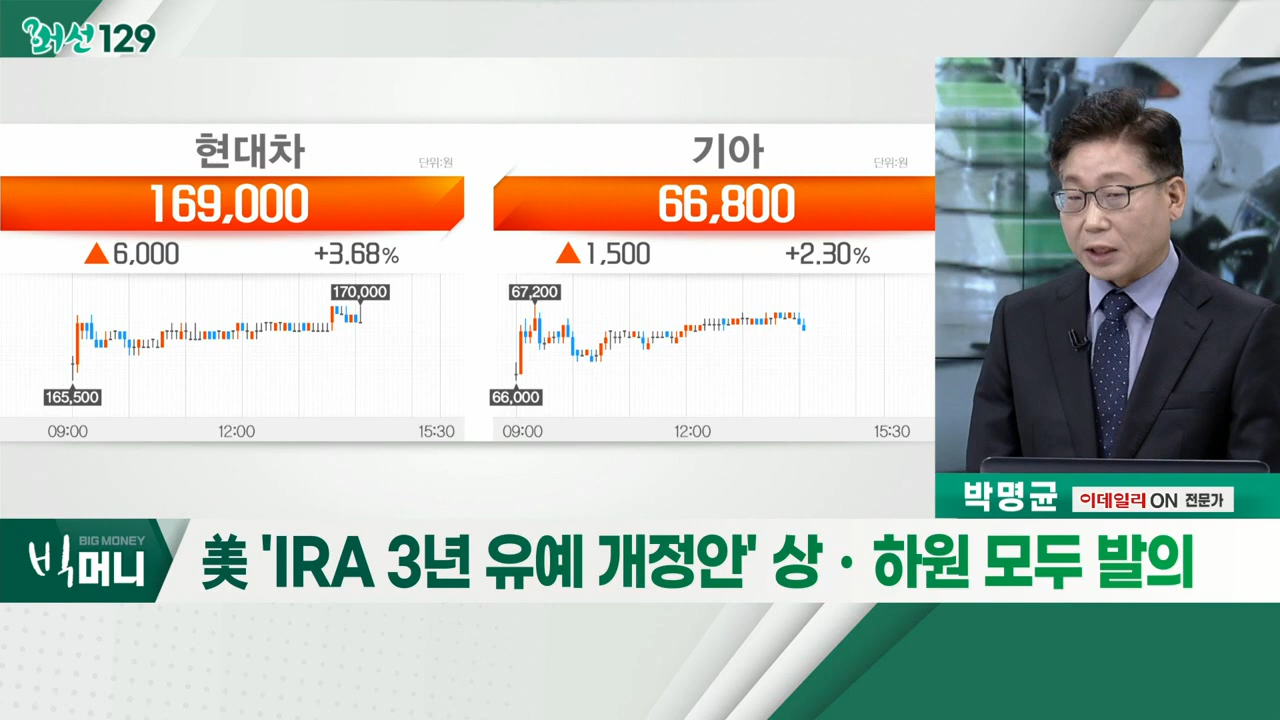 최선129
현대차
단위:원
169,000
▲6,000 +3.68%
170,000
165,500
09:00 12:00 15:30
기아
단위:원
66,800
▲1,500 +2.30%
67,200
66,000
09:00 12:00 15:30
박명균 이데일리ON 전문가
BIG MONEY
빅머니
美 'IRA 3년 유예 개정안' 상·하원 모두 발의